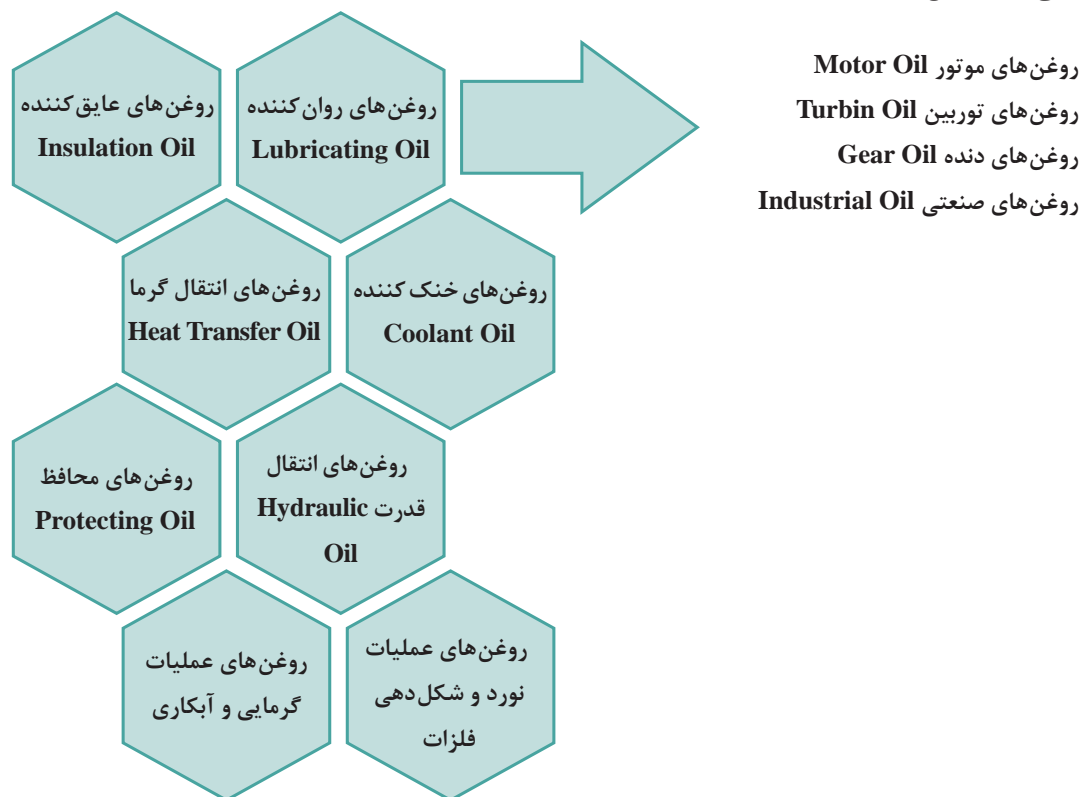 روغن‌های روان‌کننده
Lubricating Oil
روغن‌های عایق‌کننده
Insulation Oil
روغن‌های موتور Motor Oil
روغن‌های توربین Turbin Oil
روغن‌های دنده Gear Oil
روغن‌های صنعتی Industrial Oil
روغن‌های خنک کننده
Coolant Oil
روغن‌های انتقال گرما
Heat Transfer Oil
روغن‌های انتقال
قدرت Hydraulic
Oil
روغن‌های محافظ
Protecting Oil
روغن‌های عملیات
نورد و شکل‌دهی
فلزات
روغن‌های عملیات
گرمایی و آبکاری